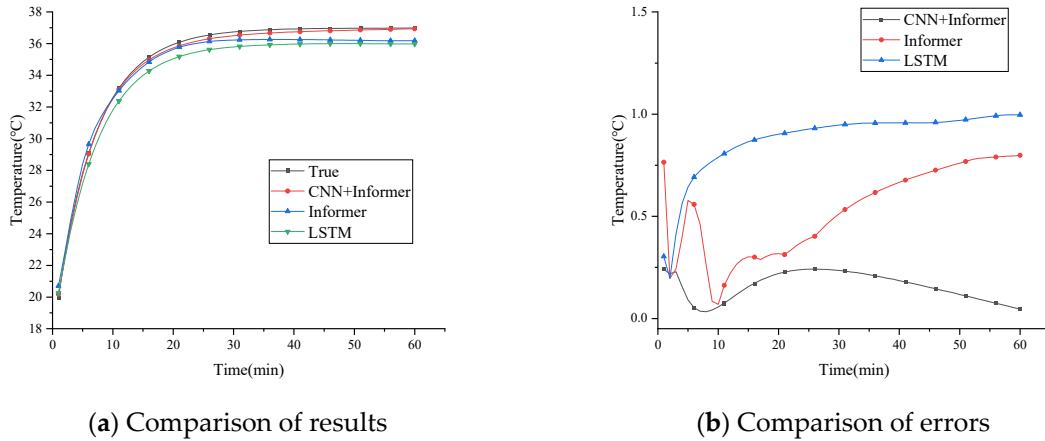 38
36
34
32
30
28
26
24
22
20
18
Temperature(℃)
True
CNN+Informer
Informer
LSTM
0
10
20
30
40
50
60
Time(min)
(a) Comparison of results
1.5
1.0
0.5
0.0
Temperature(℃)
CNN+Informer
Informer
LSTM
0
10
20
30
40
50
60
Time(min)
(b) Comparison of errors